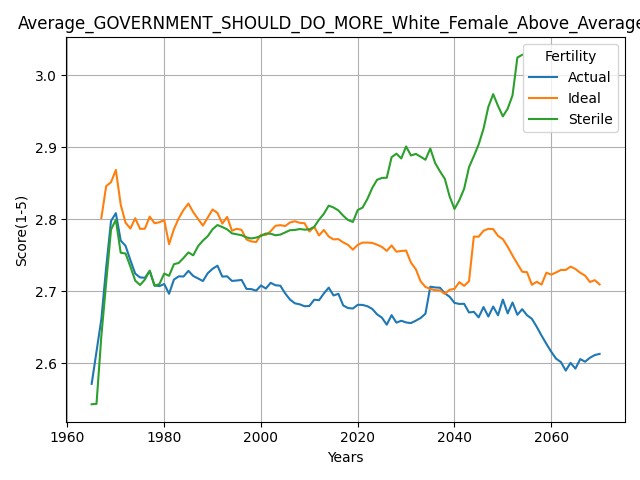 Average_GOVERNMENT_SHOULD_DO_MORE_White_Female_Above_Average
Fertility
Actual
Ideal
Sterile
Score(1-5)
3.0
2.9
2.8
2.7
2.6
1960 1980 2000 2020 2040 2060
Years